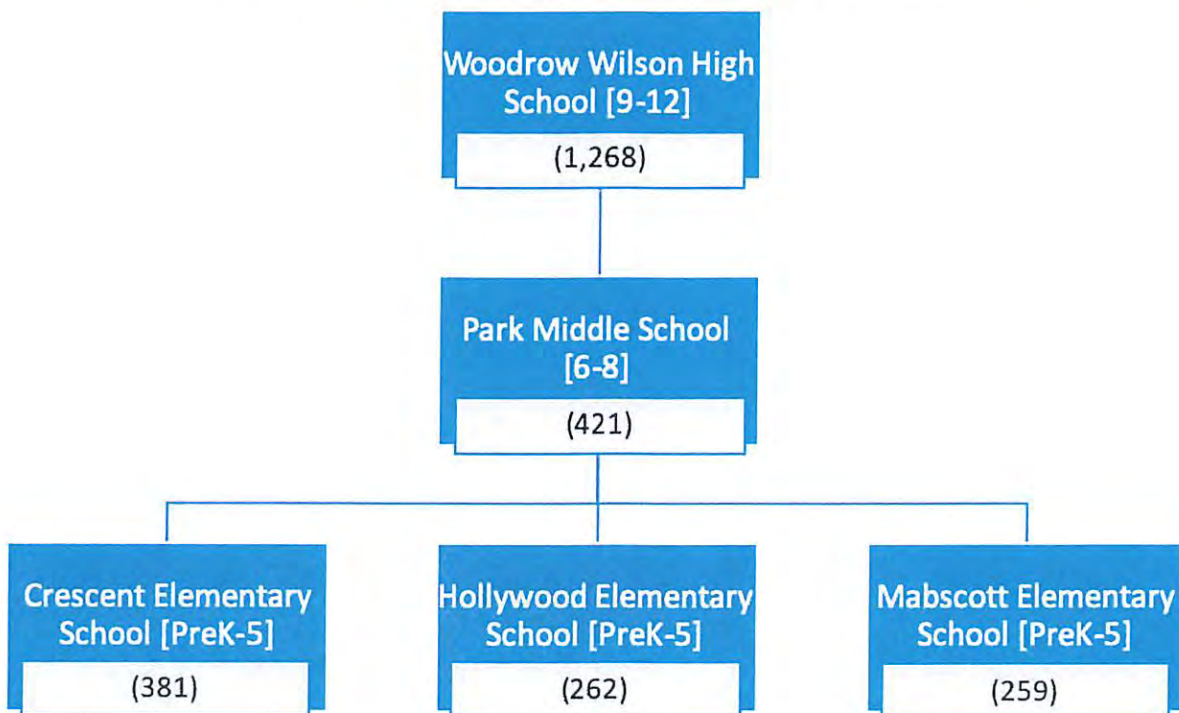 Woodrow Wilson High
School [9-12]
(1,268)
Park Middle School
[6-8]
(421)
Crescent Elementary
School [PreK-5]
(381)
Hollywood Elementary
School [PreK-5]
(262)
Mabscott Elementary
School [PreK-5]
(259)